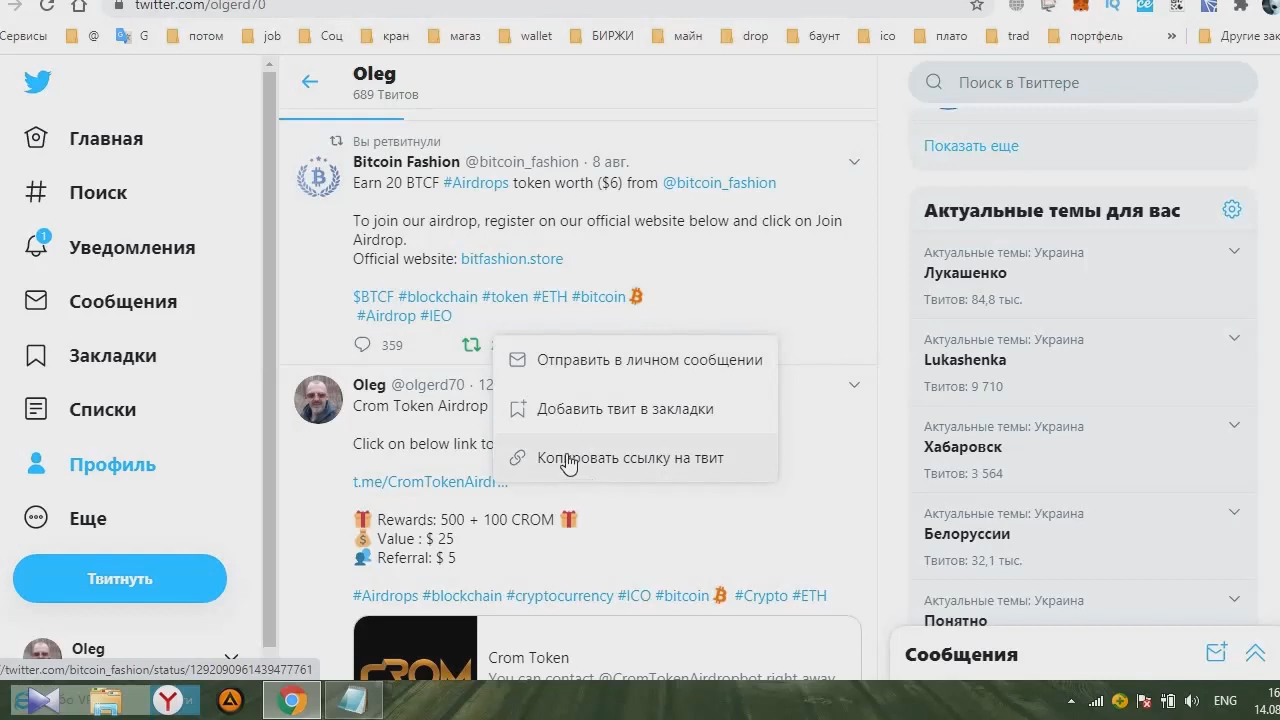 twitter.com/olgerd70
Сервисы
@
G
потом
job
Соц
кран
магаз
wallet
БИРЖИ
майн
drop
баунт
ico
плато
trad
портфель
»
Другие зак
Главная
Поиск
1
Уведомления
Сообщения
Закладки
Списки
Профиль
Еще
Твитнуть
Oleg
/twitter.com/bitcoin_fashion/status/1292090961439477761
Oleg
689 Твитов
Вы ретвитнули
Bitcoin Fashion @bitcoin_fashion · 8 авг.
Earn 20 BTCF #Airdrops token worth ($6) from @bitcoin_fashion
To join our airdrop, register on our official website below and click on Join
Airdrop.
Official website: bitfashion.store
$BTCF #blockchain #token #ETH #bitcoin
#Airdrop #IEO
359
Отправить в личном сообщении
Добавить твит в закладки
Копировать ссылку на твит
Oleg @olgerd70 · 12
Crom Token Airdrop
Click on below link to
t.me/CromTokenAirdr...
Rewards: 500 + 100 CROM
Value : $ 25
Referral: $ 5
#Airdrops #blockchain #cryptocurrency #ICO #bitcoin #Crypto #ETH
CROM
Crom Token
You can contact @CromTokenAirdropbot right away
Поиск в Твиттере
Показать еще
Актуальные темы для вас
Актуальные темы: Украина
Лукашенко
Твитов: 84,8 тыс.
Актуальные темы: Украина
Lukashenka
Твитов: 9 710
Актуальные темы: Украина
Хабаровск
Твитов: 3 564
Актуальные темы: Украина
Белоруссии
Твитов: 32,1 тыс.
Актуальные темы: Украина
Понятно
Сообщения
ENG
16
14.08